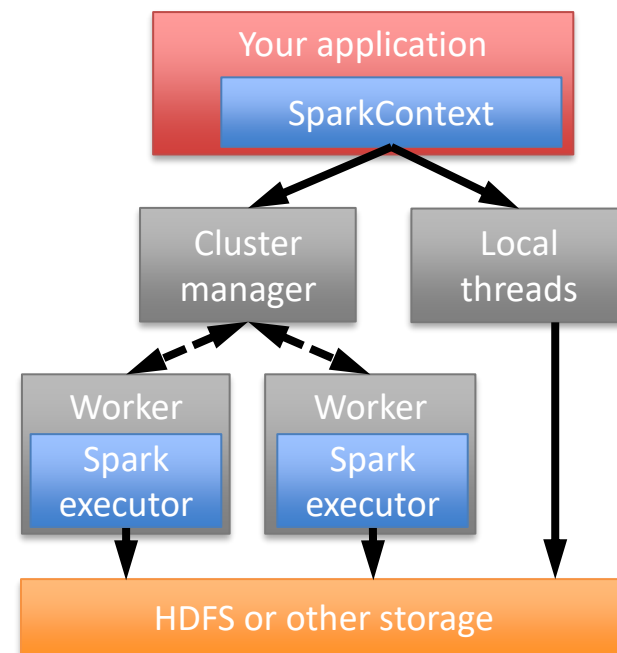 Your application
SparkContext
Cluster
manager
Local
threads
Worker
Spark
executor
Worker
Spark
executor
HDFS or other storage